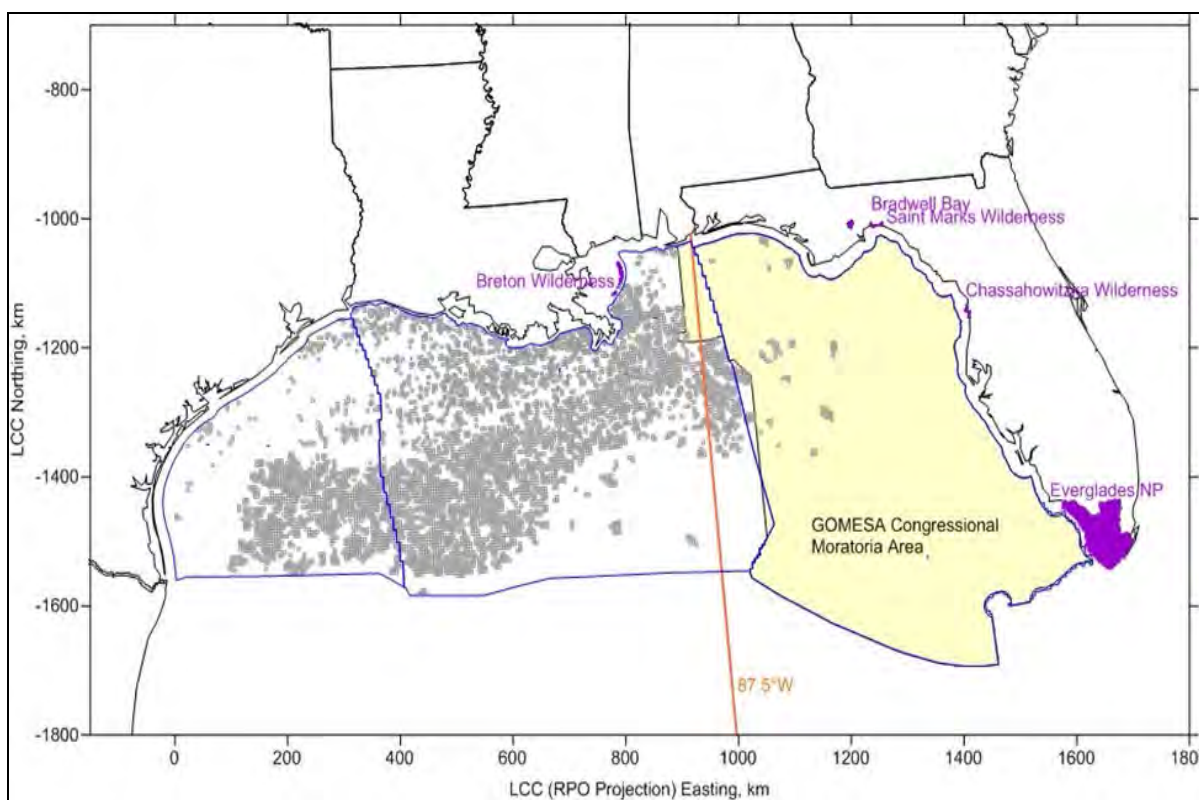 -800
-1000
-1200
-1400
-1600
-1800
LCC Northing, km
Bradwell Bay
Saint Marks Wilderness
Breton Wilderness
Chassahowitzka Wilderness
Everglades NP
GOMESA Congressional
Moratoria Area
87.5°W
0 200 400 600 800 1000 1200 1400 1600 180
LCC (RPO Projection) Easting, km